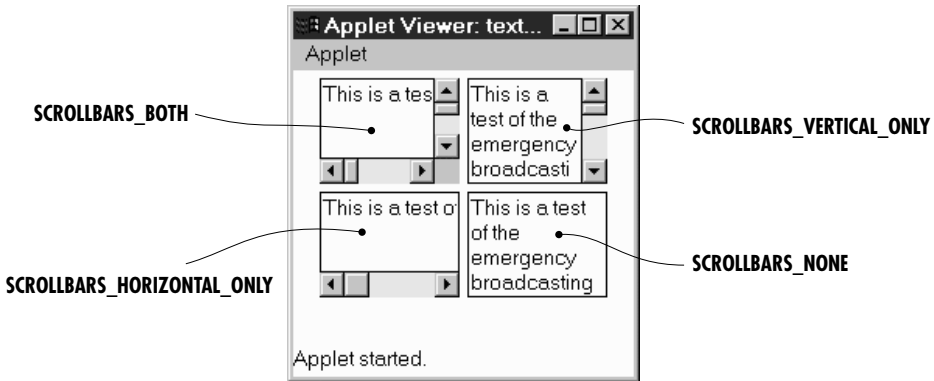 Applet Viewer: text...
Applet
SCROLLBARS_BOTH
This is a tes
This is a
test of the
emergency
broadcasti
SCROLLBARS_VERTICAL_ONLY
SCROLLBARS_HORIZONTAL_ONLY
This is a test o
This is a test
of the
emergency
broadcasting
SCROLLBARS_NONE
Applet started.